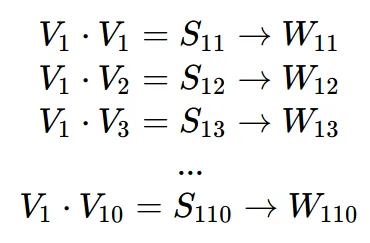 V₁ · V₁ = S₁₁ → W₁₁
V₁ · V₂ = S₁₂ → W₁₂
V₁ · V₃ = S₁₃ → W₁₃
...
V₁ · V₁₀ = S₁₁₀ → W₁₁₀